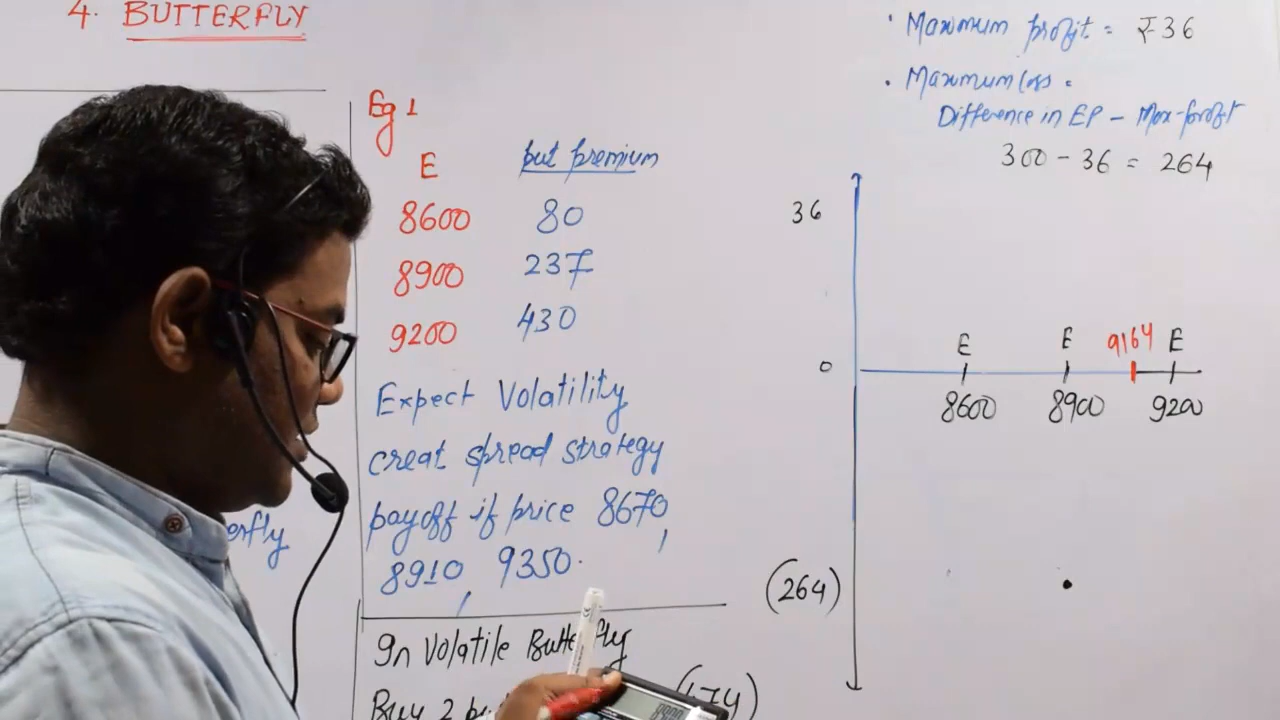 4. BUTTERFLY
Eg 1
E put premium
8600 80
8900 237
9200 430
Expect Volatility
creat spread strategy
payoff if price 8670,
8910, 9350.
erfly
In Volatile Butterfly
Buy 2 (474)
• Maximum profit = ₹36
• Maximum loss =
Difference in EP - Max-profit
300 - 36 = 264
36
0
E E 9164 E
8600 8900 9200
(264)